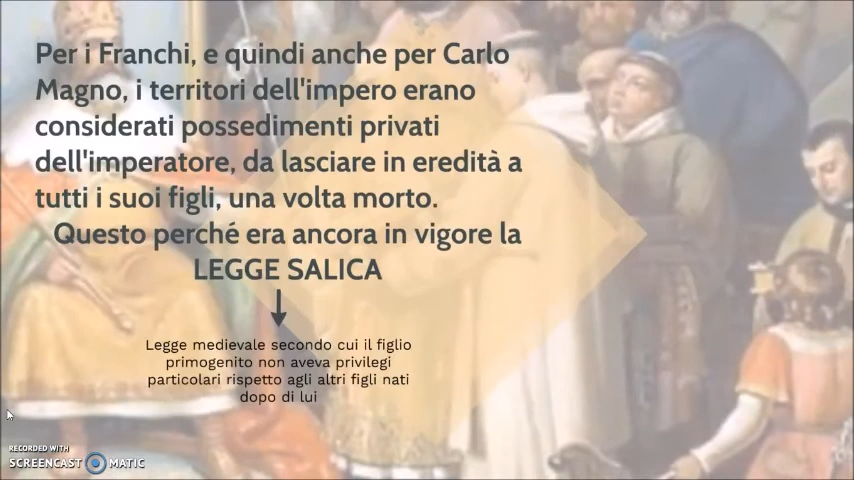 Per i Franchi, e quindi anche per Carlo
Magno, i territori dell'impero erano
considerati possedimenti privati
dell'imperatore, da lasciare in eredità a
tutti i suoi figli, una volta morto.
Questo perché era ancora in vigore la
LEGGE SALICA
Legge medievale secondo cui il figlio
primogenito non aveva privilegi
particolari rispetto agli altri figli nati
dopo di lui
RECORDED WITH
SCREENCAST MATIC